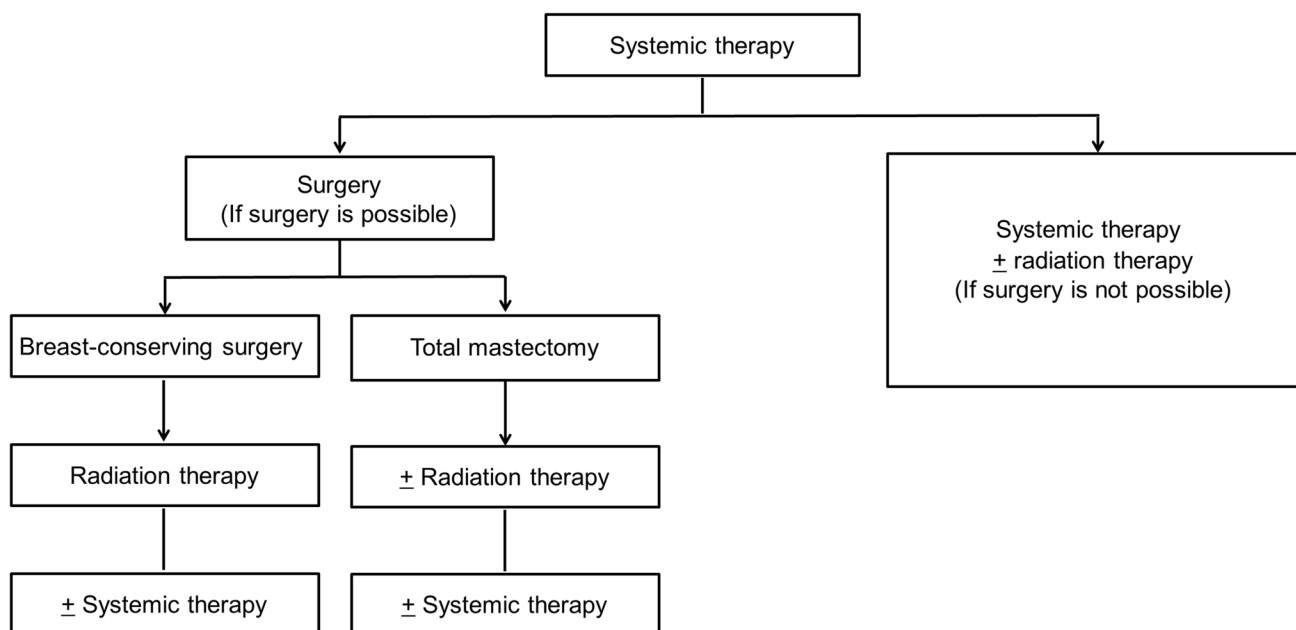 Systemic therapy
Surgery
(If surgery is possible)
Systemic therapy
± radiation therapy
(If surgery is not possible)
Breast-conserving surgery
Total mastectomy
Radiation therapy
± Radiation therapy
± Systemic therapy
± Systemic therapy